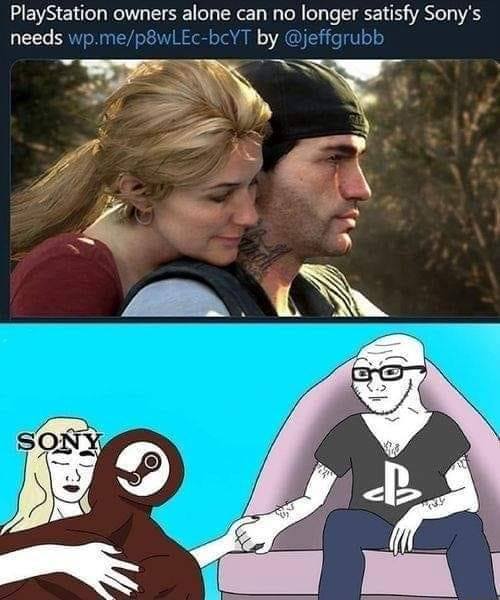 PlayStation owners alone can no longer satisfy Sony's
needs wp.me/p8wLEc-bcYT by @jeffgrubb
SONY